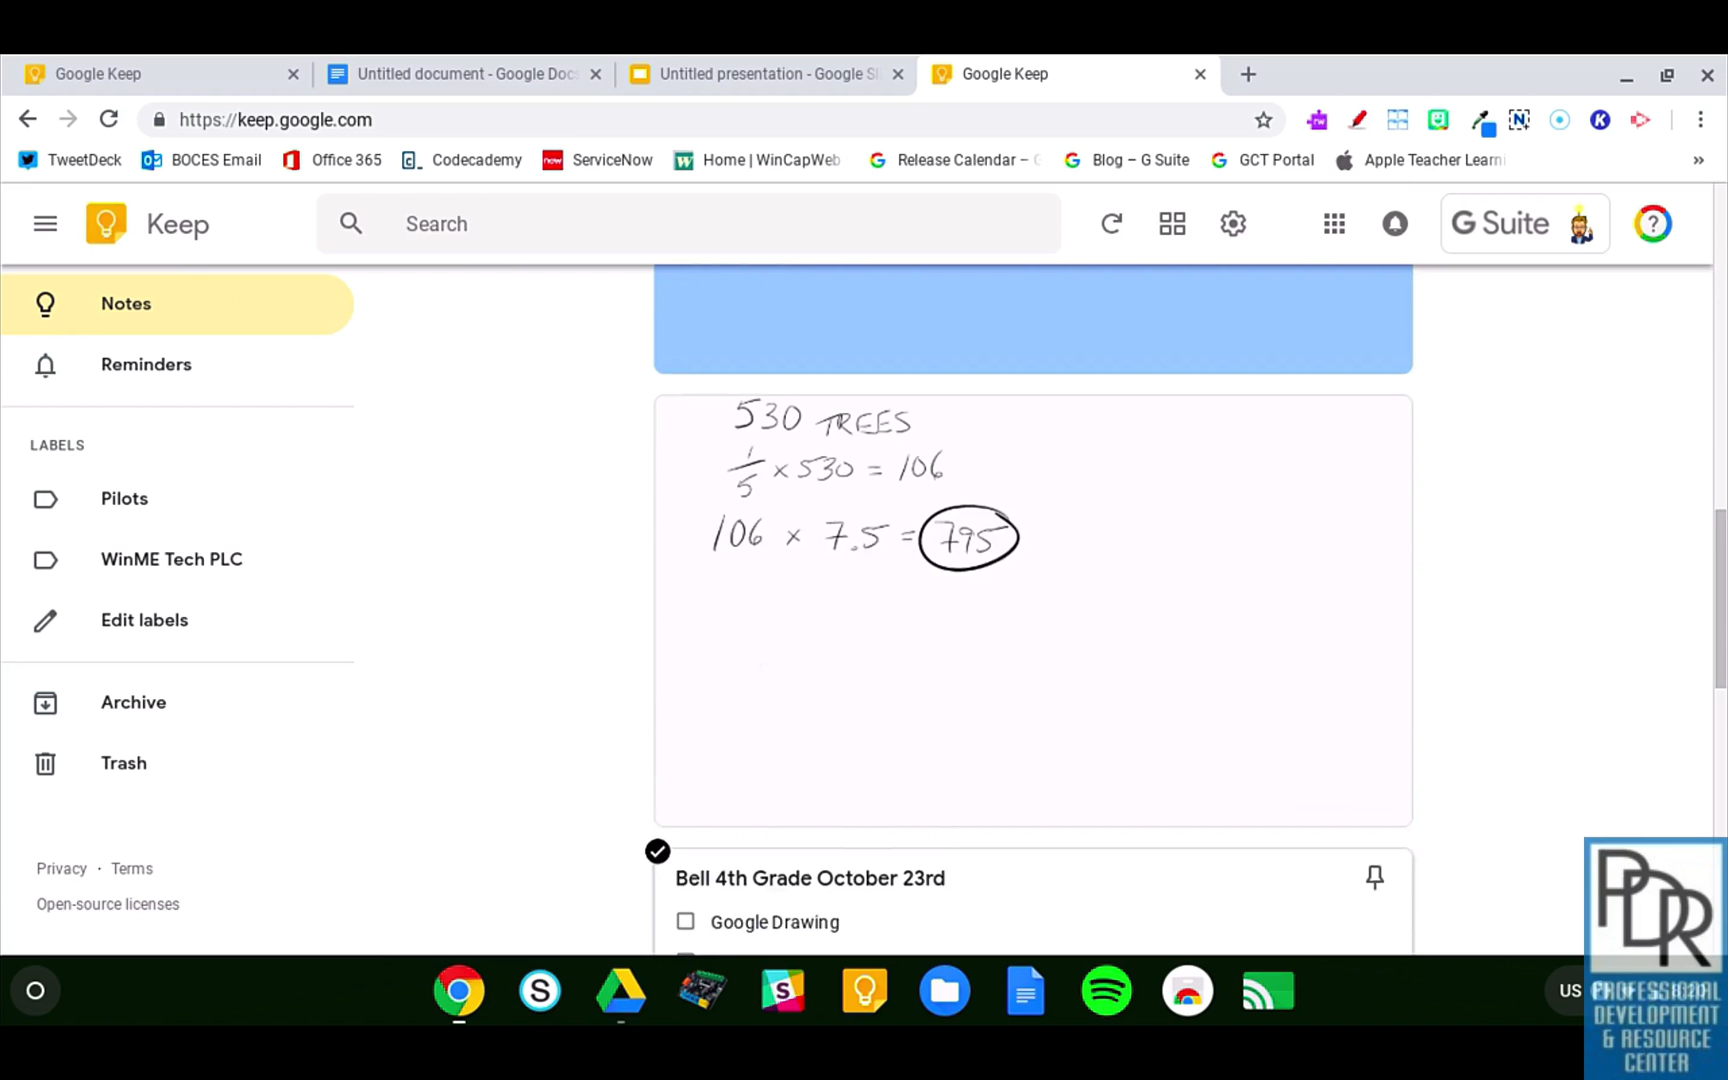 Google Keep
Untitled document - Google Docs
Untitled presentation - Google Sl
Google Keep
https://keep.google.com
TweetDeck
BOCES Email
Office 365
Codecademy
ServiceNow
Home | WinCapWeb
Release Calendar –
Blog – G Suite
GCT Portal
Apple Teacher Learni
Keep
Search
G Suite
Notes
Reminders
LABELS
Pilots
WinME Tech PLC
Edit labels
Archive
Trash
Privacy · Terms
Open-source licenses
530 TREES
1/5 × 530 = 106
106 × 7.5 = 795
Bell 4th Grade October 23rd
Google Drawing
US
PDR
PROFESSIONAL
DEVELOPMENT
& RESOURCE
CENTER